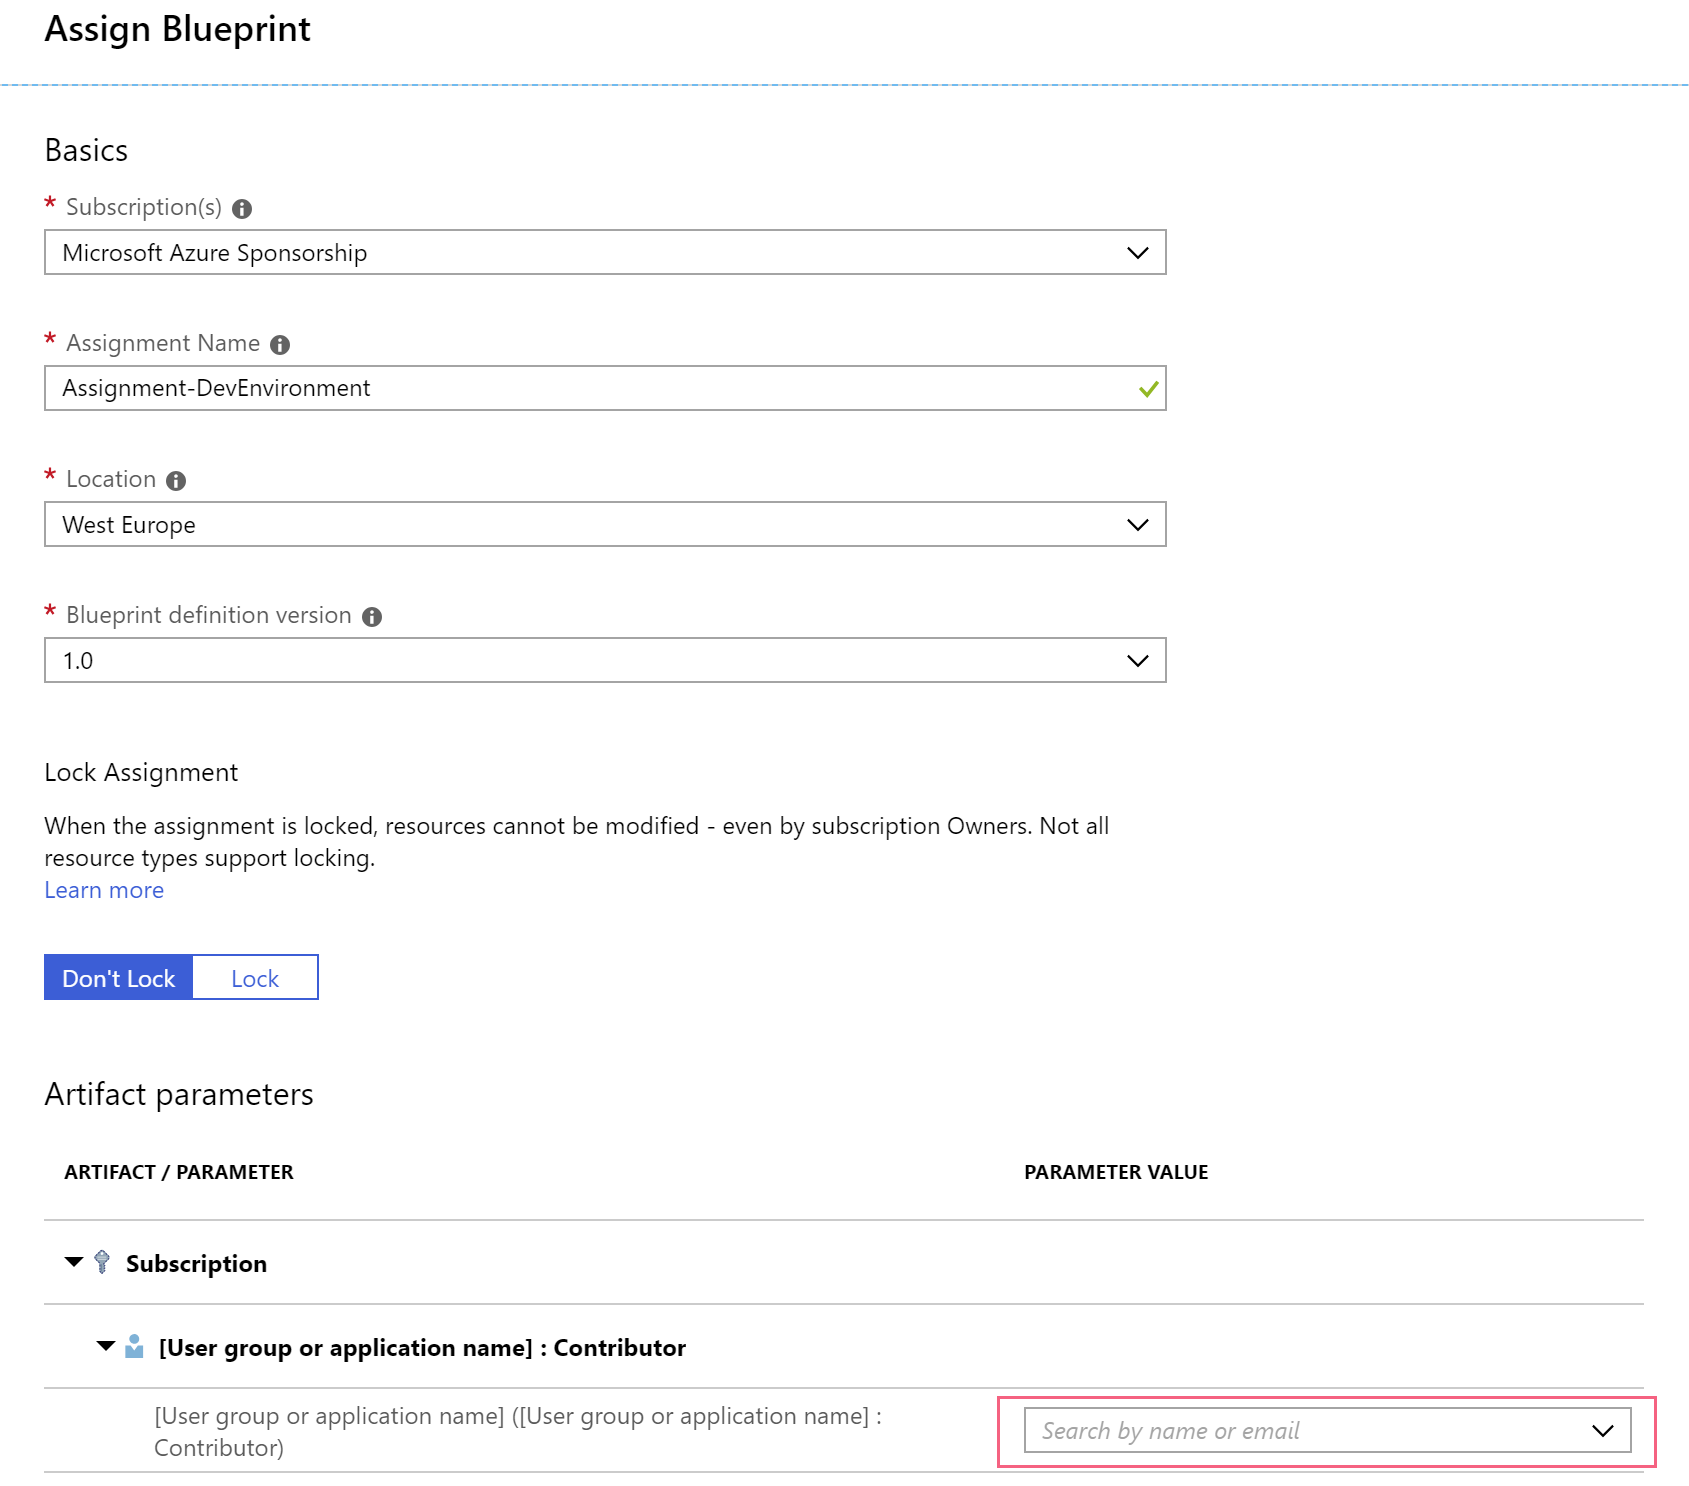 Assign Blueprint
Basics
* Subscription(s)
Microsoft Azure Sponsorship
* Assignment Name
Assignment-DevEnvironment
* Location
West Europe
* Blueprint definition version
1.0
Lock Assignment
When the assignment is locked, resources cannot be modified - even by subscription Owners. Not all
resource types support locking.
Learn more
Don't Lock Lock
Artifact parameters
ARTIFACT / PARAMETER PARAMETER VALUE
Subscription
[User group or application name] : Contributor
[User group or application name] ([User group or application name] :
Contributor)
Search by name or email